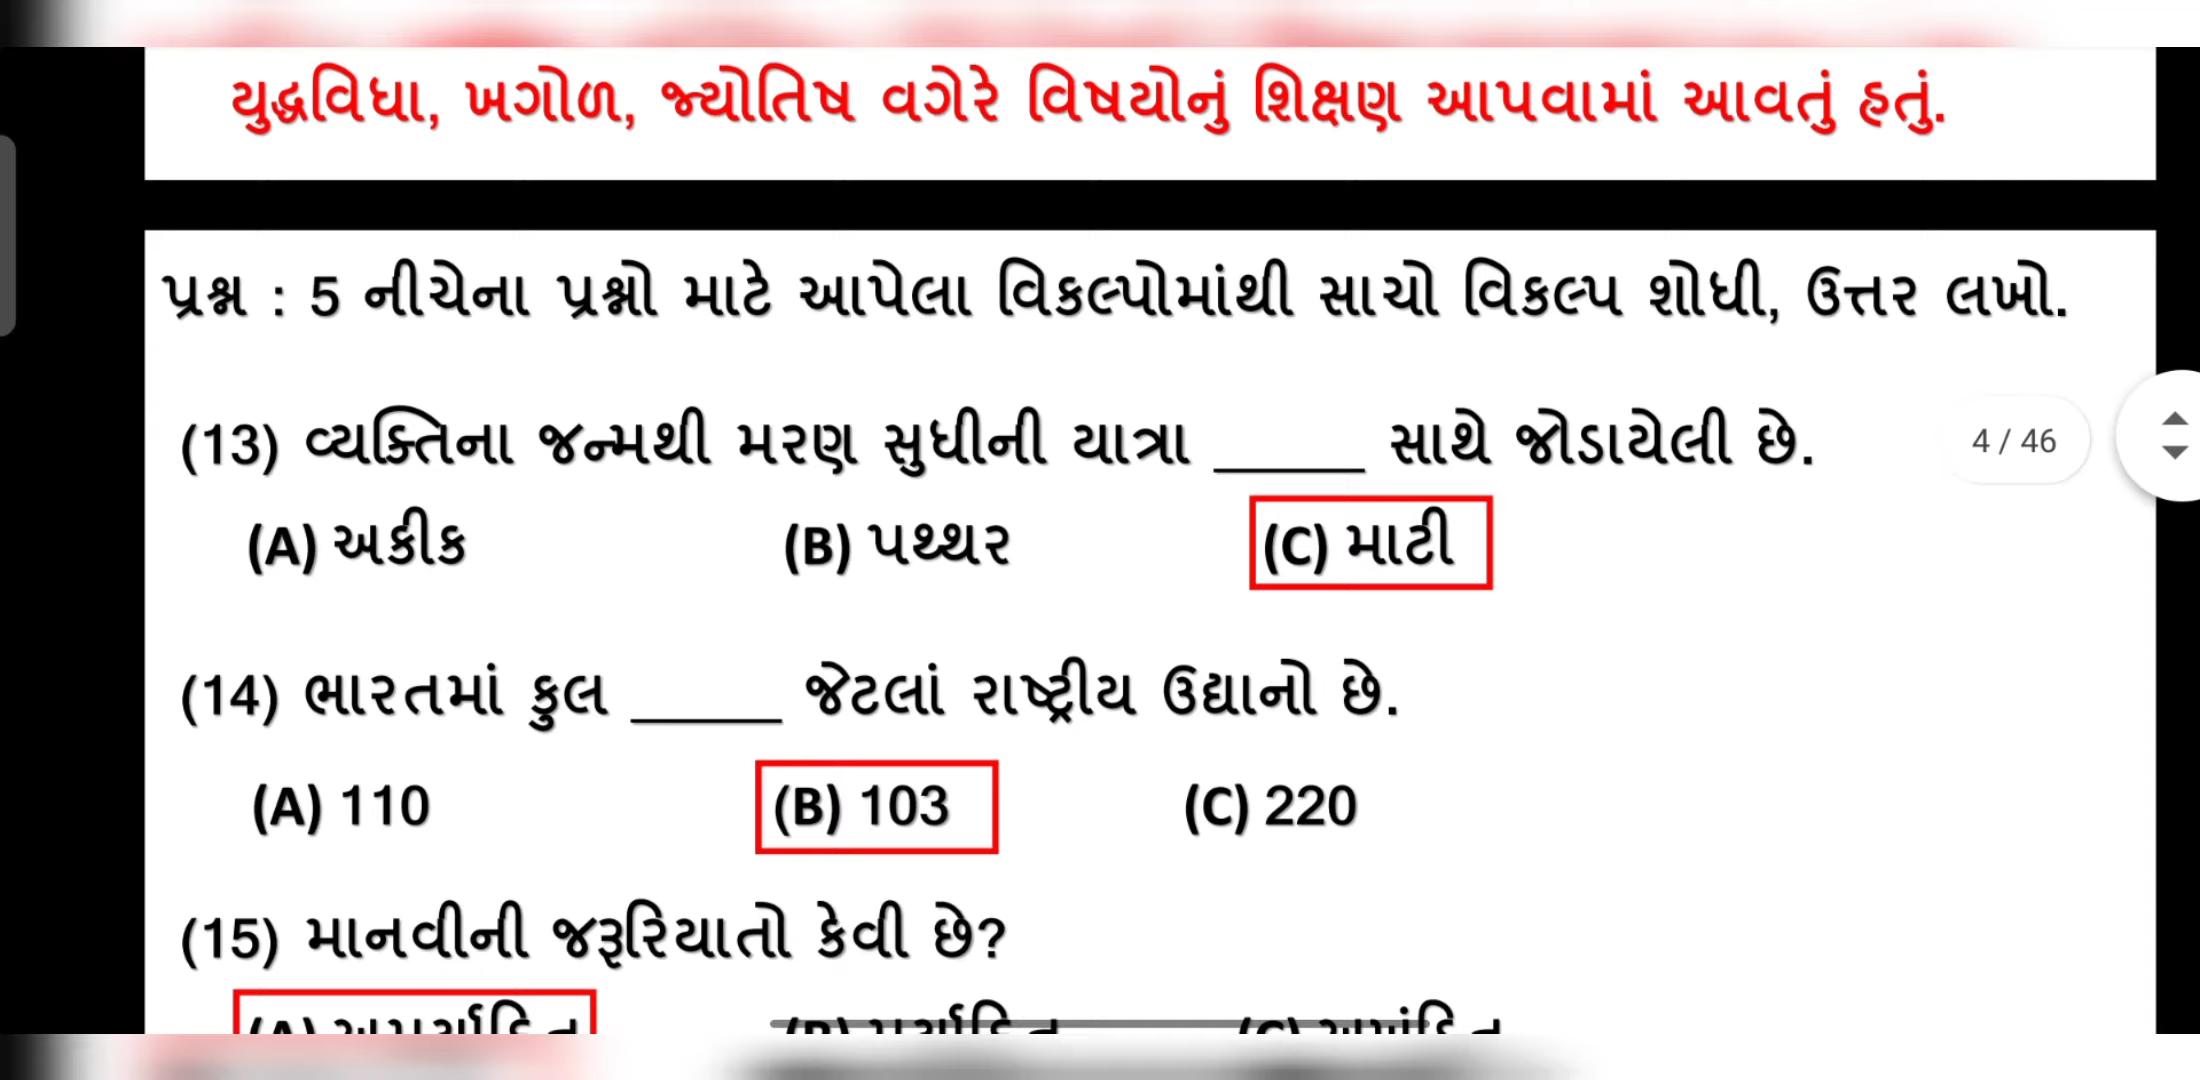 યુદ્ધવિધા, ખગોળ, જ્યોતિષ વગેરે વિષયોનું શિક્ષણ આપવામાં આવતું હતું.
પ્રશ્ન : 5 નીચેના પ્રશ્નો માટે આપેલા વિકલ્પોમાંથી સાચો વિકલ્પ શોધી, ઉત્તર લખો.
(13) વ્યક્તિના જન્મથી મરણ સુધીની યાત્રા _____ સાથે જોડાયેલી છે.
4 / 46
(A) અકીક (B) પથ્થર (C) માટી
(14) ભારતમાં કુલ _____ જેટલાં રાષ્ટ્રીય ઉદ્યાનો છે.
(A) 110 (B) 103 (C) 220
(15) માનવીની જરૂરિયાતો કેવી છે?